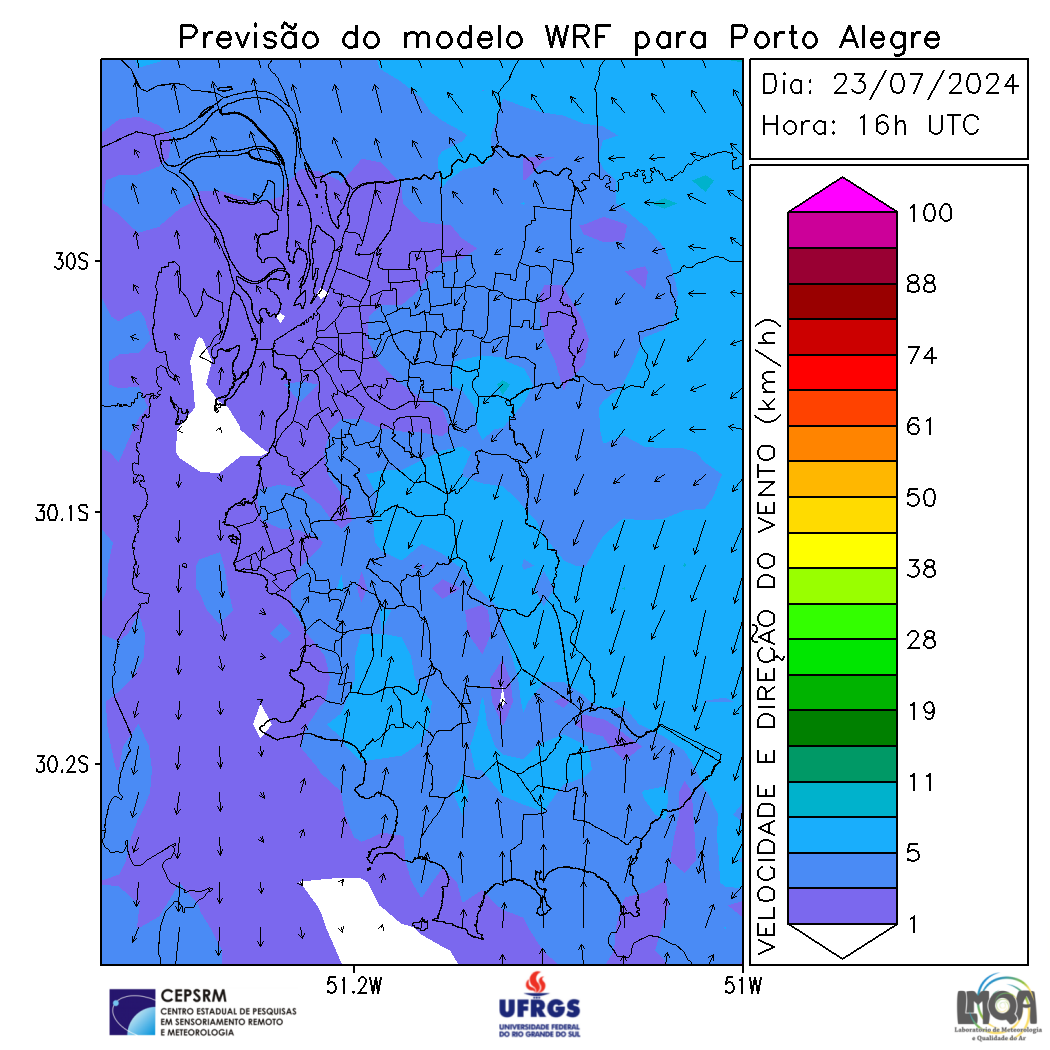 Previsão do modelo WRF para Porto Alegre
Dia: 23/07/2024
Hora: 16h UTC
30S
30.1S
30.2S
51.2W
51W
VELOCIDADE E DIREÇÃO DO VENTO (km/h)
100
88
74
61
50
38
28
19
11
5
1
CEPSRM
CENTRO ESTADUAL DE PESQUISAS
EM SENSORIAMENTO REMOTO
E METEOROLOGIA
UFRGS
UNIVERSIDADE FEDERAL
DO RIO GRANDE DO SUL
LMQA
Laboratório de Meteorologia
e Qualidade do Ar